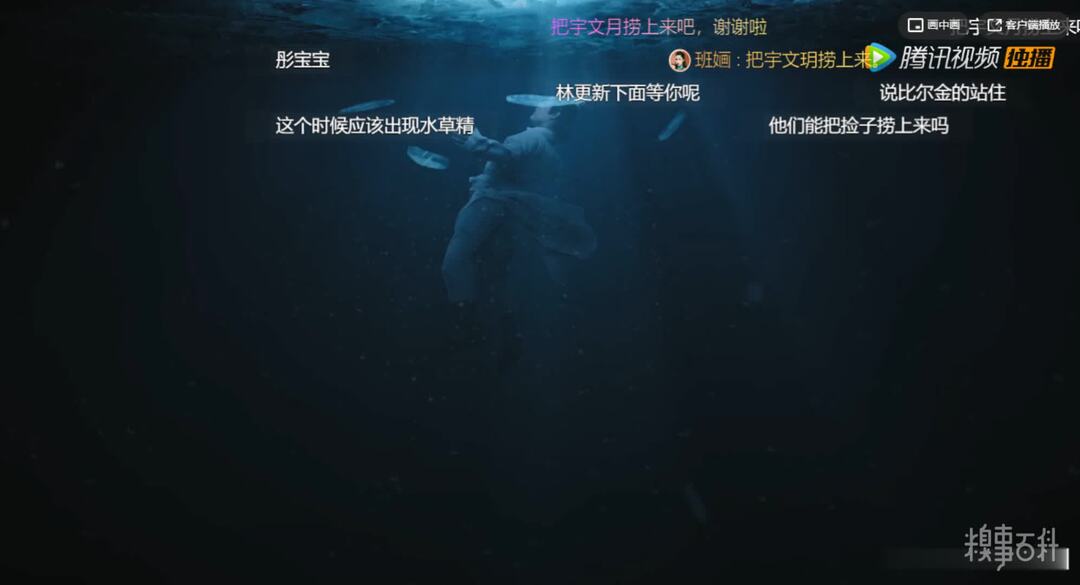 把宇文月捞上来吧，谢谢啦
画中画
客户端播放
彤宝宝
班婳：把宇文玥捞上来
腾讯视频 独播
林更新下面等你呢
说比尔金的站住
这个时候应该出现水草精
他们能把捡子捞上来吗
糗事百科